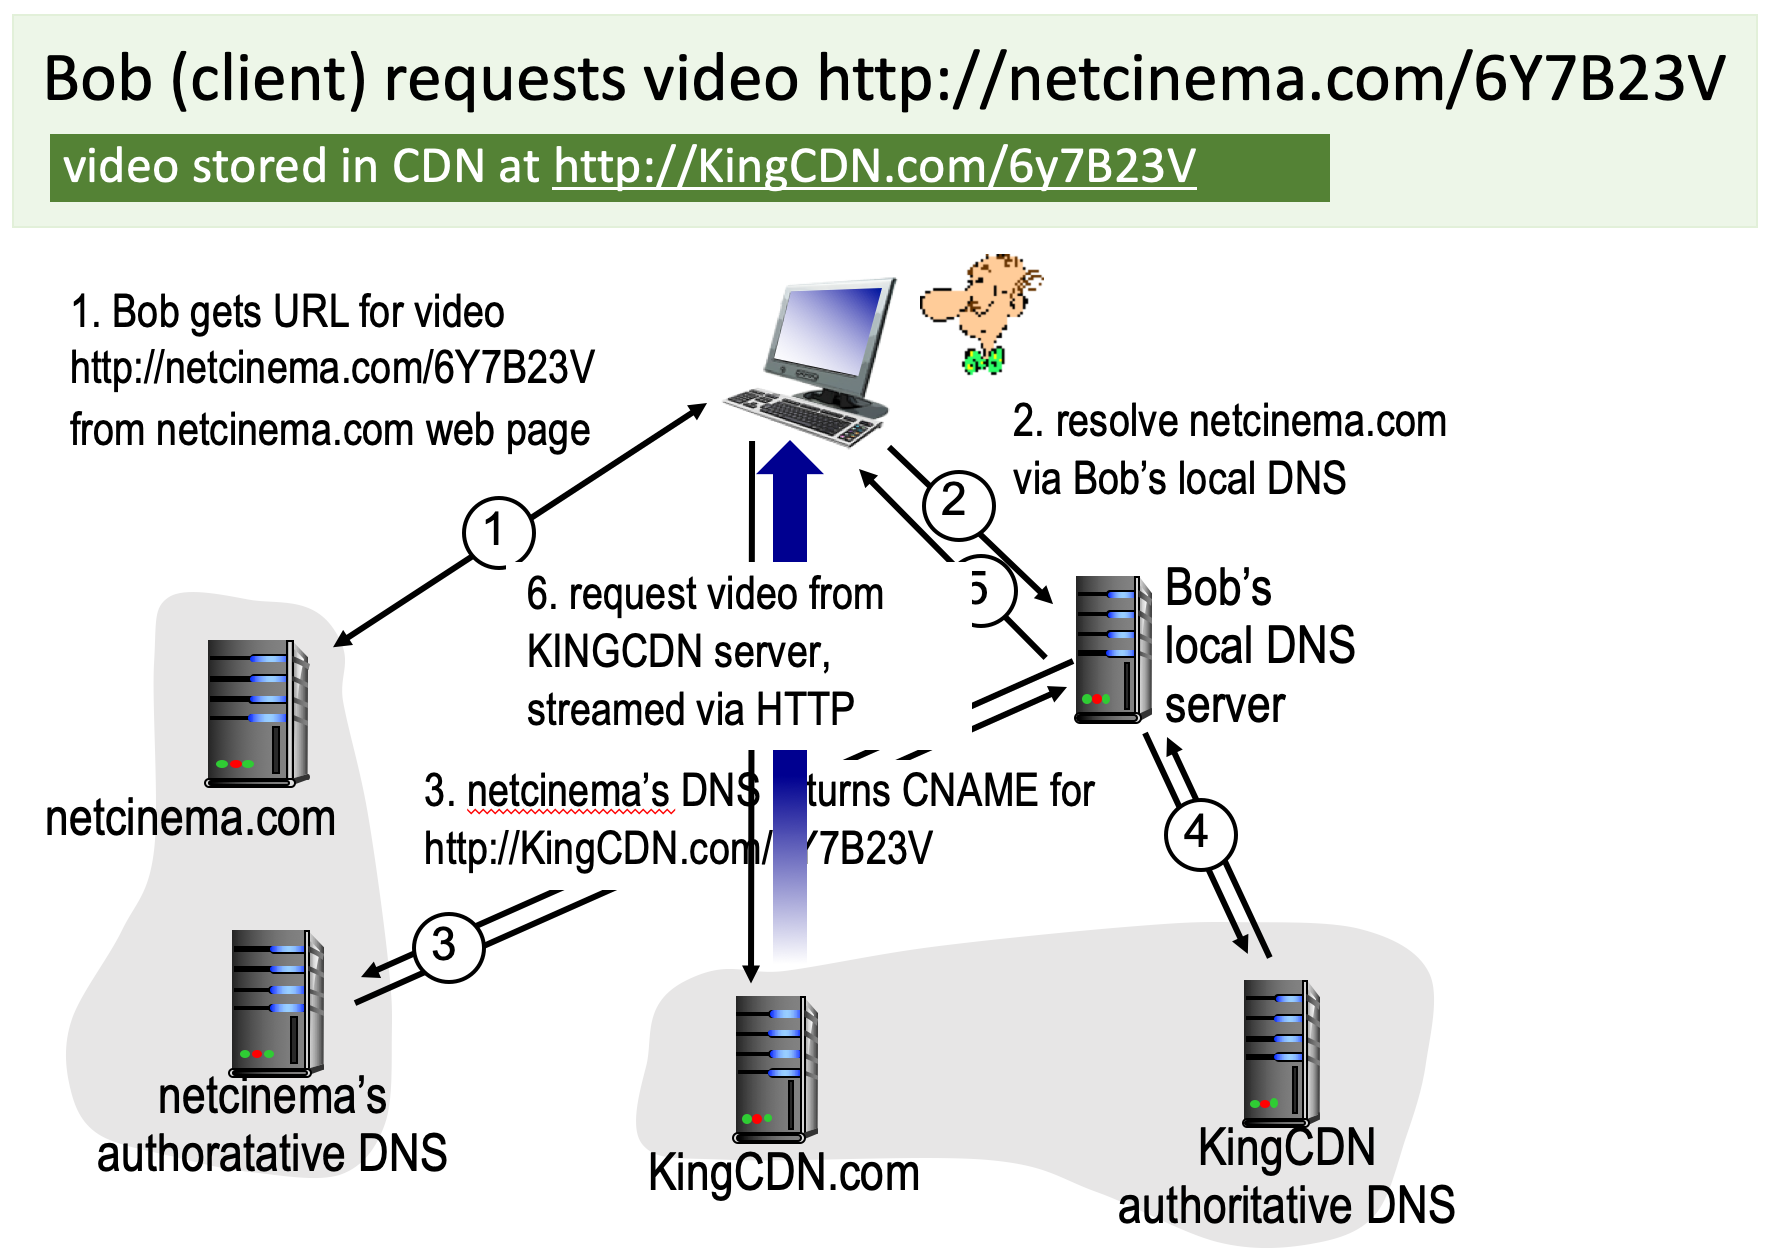 Bob (client) requests video http://netcinema.com/6Y7B23V
video stored in CDN at http://KingCDN.com/6y7B23V
1. Bob gets URL for video
http://netcinema.com/6Y7B23V
from netcinema.com web page
2. resolve netcinema.com
via Bob's local DNS
1
2
5
6. request video from
KINGCDN server,
streamed via HTTP
Bob's
local DNS
server
netcinema.com
3. netcinema's DNS turns CNAME for
http://KingCDN.com/ Y7B23V
4
3
netcinema's
authoratative DNS
KingCDN.com
KingCDN
authoritative DNS